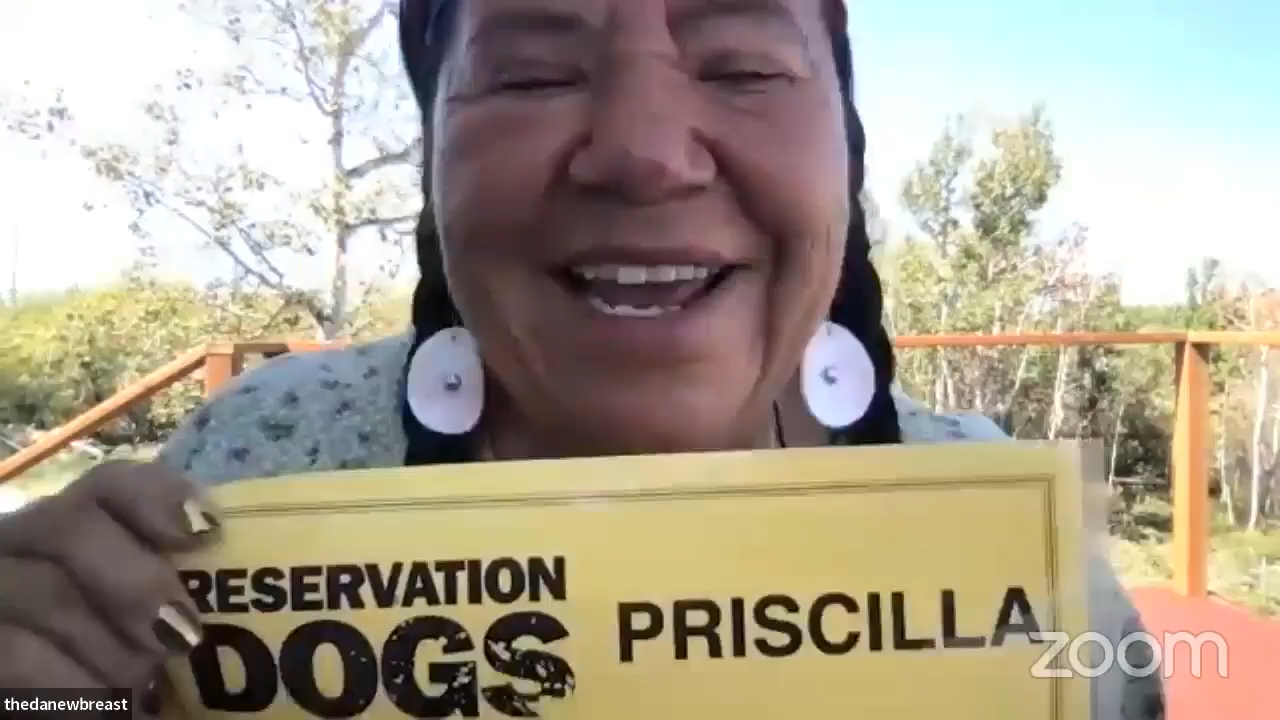 RESERVATION
DOGS
PRISCILLA
zoom
thedanewbreast